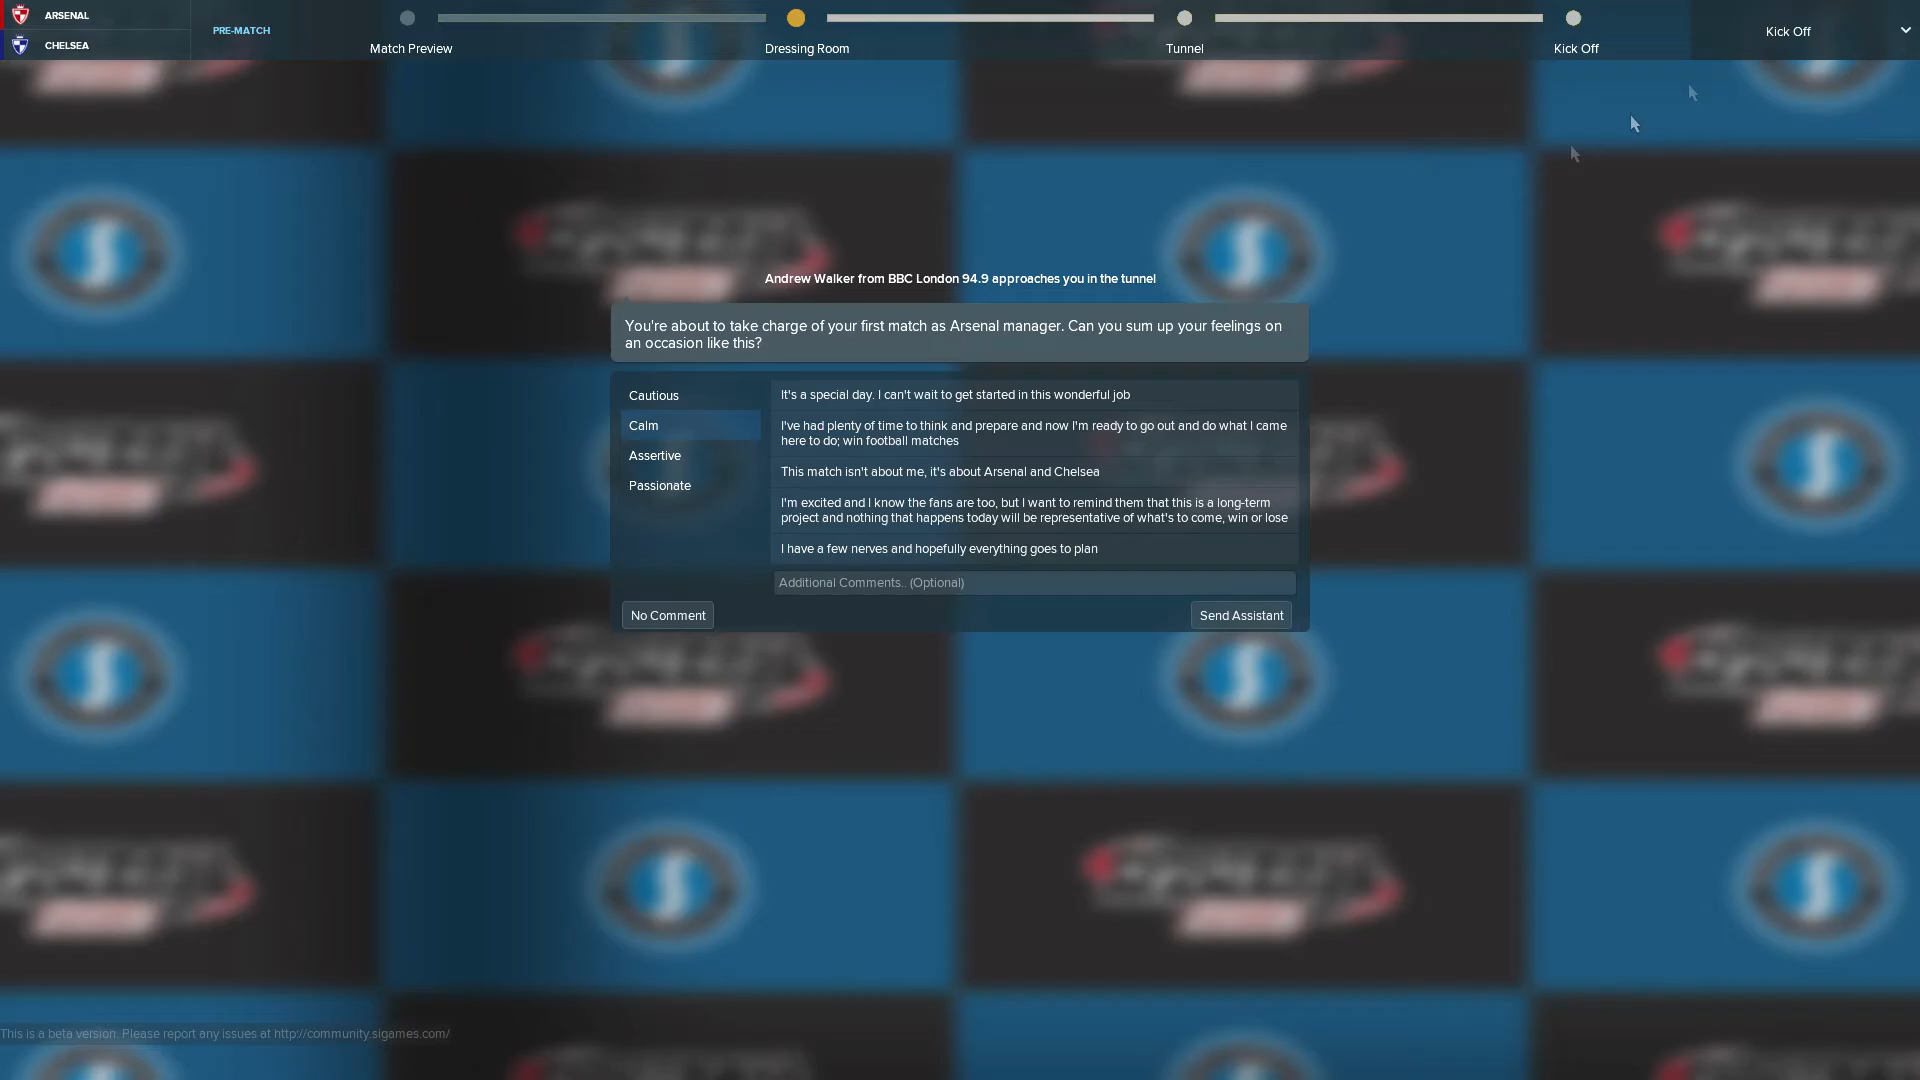 ARSENAL
CHELSEA
PRE-MATCH
Match Preview
Dressing Room
Tunnel
Kick Off
Kick Off
Andrew Walker from BBC London 94.9 approaches you in the tunnel
You're about to take charge of your first match as Arsenal manager. Can you sum up your feelings on
an occasion like this?
Cautious
Calm
Assertive
Passionate
It's a special day. I can't wait to get started in this wonderful job
I've had plenty of time to think and prepare and now I'm ready to go out and do what I came
here to do; win football matches
This match isn't about me, it's about Arsenal and Chelsea
I'm excited and I know the fans are too, but I want to remind them that this is a long-term
project and nothing that happens today will be representative of what's to come, win or lose
I have a few nerves and hopefully everything goes to plan
Additional Comments.. (Optional)
No Comment
Send Assistant
This is a beta version. Please report any issues at http://community.sigames.com/